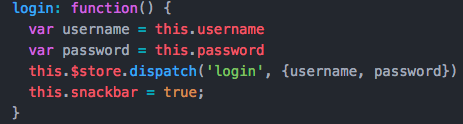 login: function() {
var username = this.username
var password = this.password
this.$store.dispatch('login', {username, password})
this.snackbar = true;
}